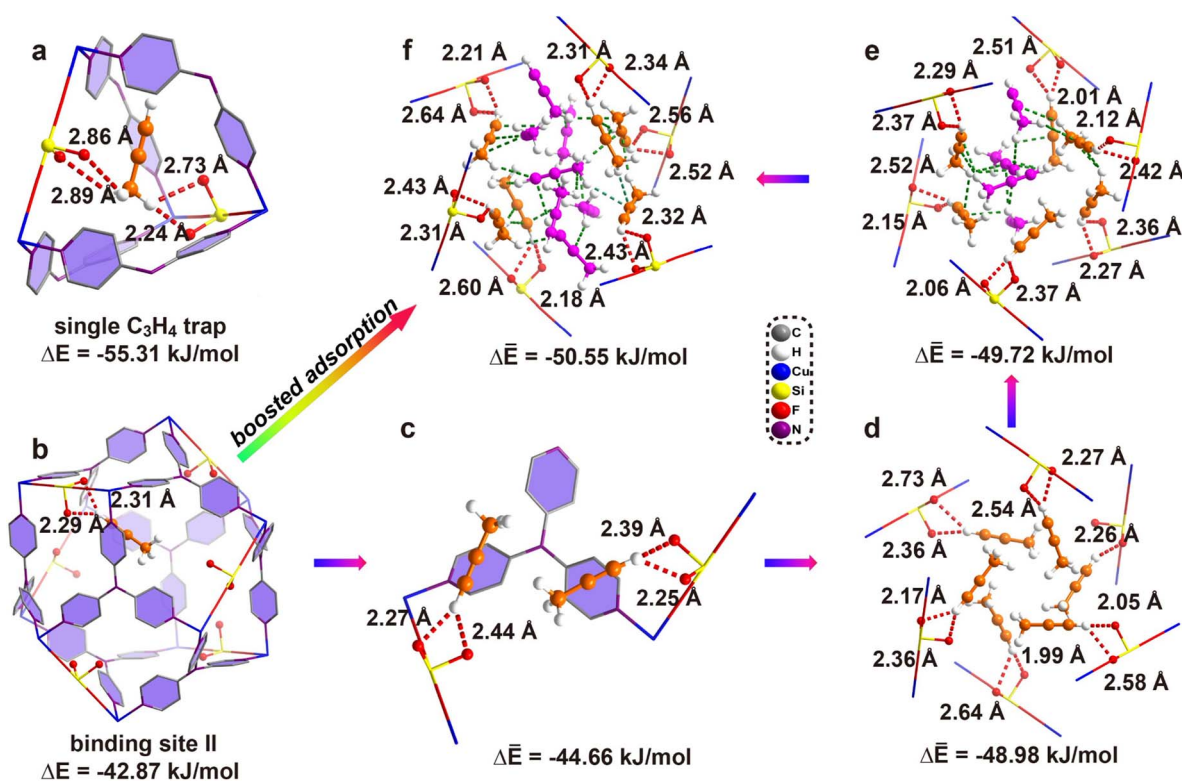 a
2.86 Å
2.73 Å
2.89 Å
2.24 Å
single C₃H₄ trap
ΔE = -55.31 kJ/mol
f
2.21 Å
2.31 Å
2.34 Å
2.64 Å
2.56 Å
2.52 Å
2.43 Å
2.32 Å
2.31 Å
2.43 Å
2.60 Å
2.18 Å
ΔE̅ = -50.55 kJ/mol
e
2.51 Å
2.29 Å
2.01 Å
2.12 Å
2.37 Å
2.52 Å
2.42 Å
2.15 Å
2.36 Å
2.27 Å
2.06 Å
2.37 Å
ΔE̅ = -49.72 kJ/mol
boosted adsorption
C
H
Cu
Si
F
N
b
2.31 Å
2.29 Å
binding site II
ΔE = -42.87 kJ/mol
c
2.39 Å
2.25 Å
2.27 Å
2.44 Å
ΔE̅ = -44.66 kJ/mol
d
2.27 Å
2.73 Å
2.54 Å
2.26 Å
2.36 Å
2.17 Å
2.05 Å
2.36 Å
1.99 Å
2.58 Å
2.64 Å
ΔE̅ = -48.98 kJ/mol